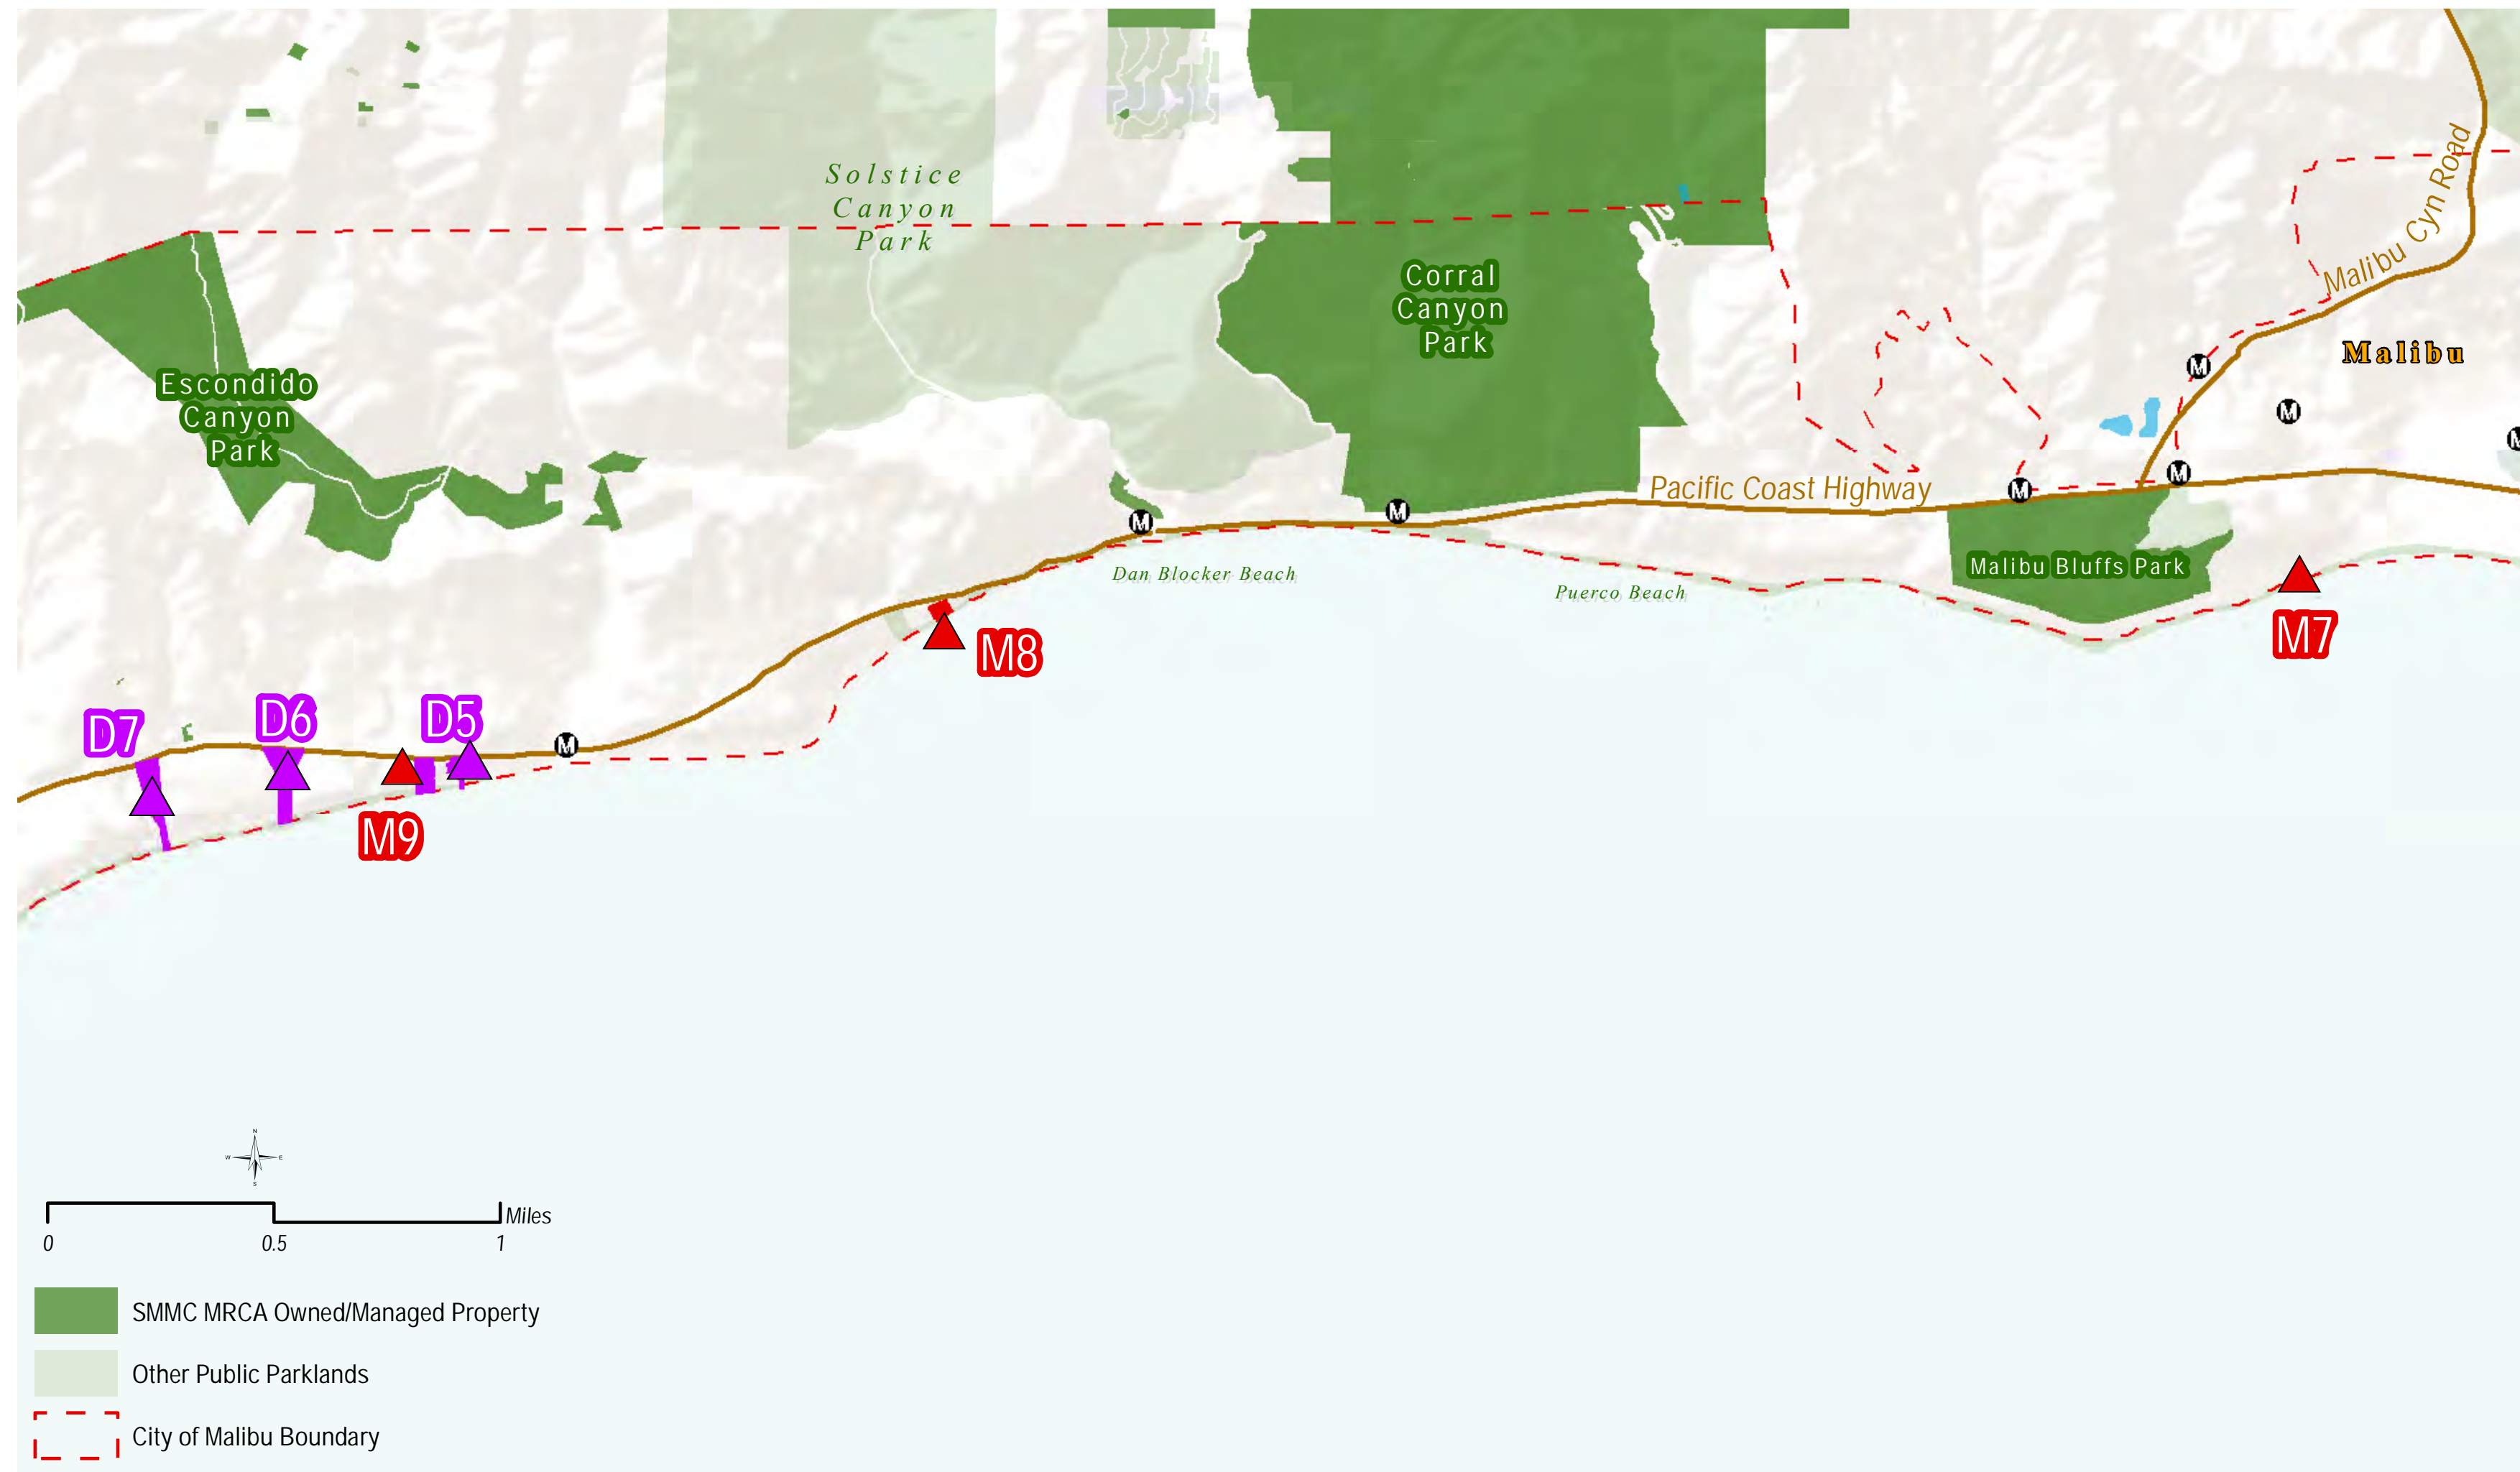 Solstice
Canyon
Park
Corral
Canyon
Park
Malibu Cyn Road
Malibu
Escondido
Canyon
Park
M
M
M
M
Pacific Coast Highway
M
M
M
Dan Blocker Beach
Puerco Beach
Malibu Bluffs Park
M8
M7
D7
D6
D5
M
M9
N
W
E
S
Miles
0
0.5
1
SMMC MRCA Owned/Managed Property
Other Public Parklands
City of Malibu Boundary